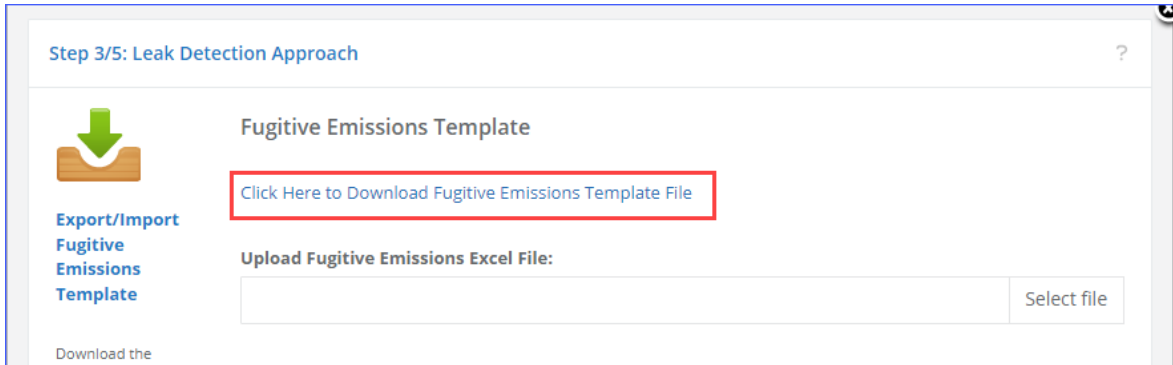 Step 3/5: Leak Detection Approach
?
Fugitive Emissions Template
Click Here to Download Fugitive Emissions Template File
Export/Import
Fugitive
Emissions
Template
Upload Fugitive Emissions Excel File:
Select file
Download the